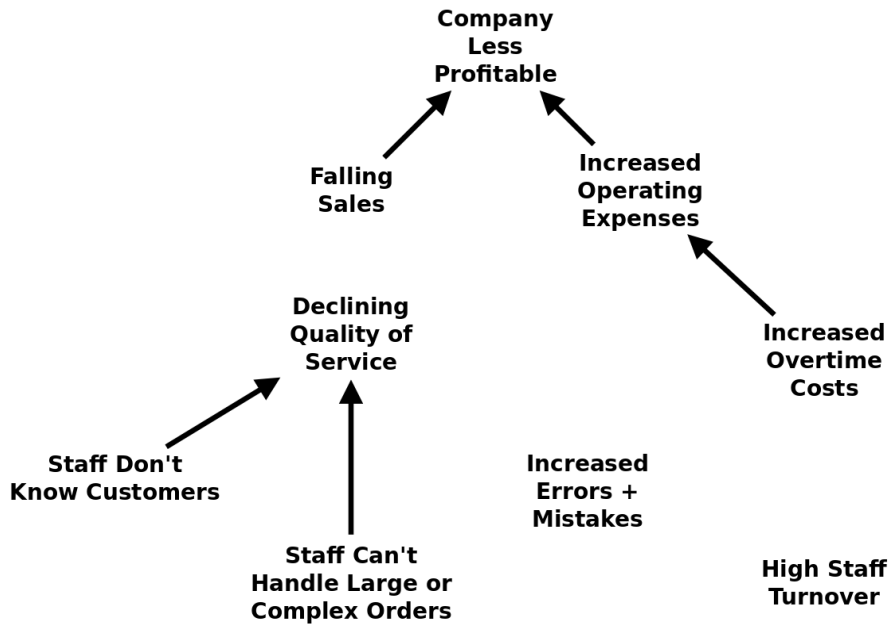 Company
Less
Profitable
Falling
Sales
Increased
Operating
Expenses
Declining
Quality of
Service
Increased
Overtime
Costs
Staff Don't
Know Customers
Increased
Errors +
Mistakes
Staff Can't
Handle Large or
Complex Orders
High Staff
Turnover